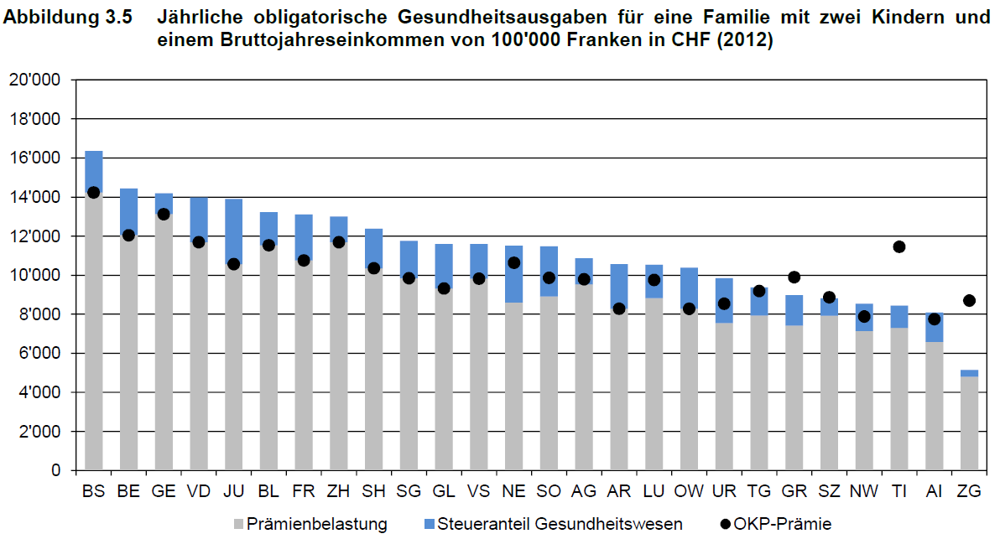 Abbildung 3.5 Jährliche obligatorische Gesundheitsausgaben für eine Familie mit zwei Kindern und
einem Bruttojahreseinkommen von 100'000 Franken in CHF (2012)
20'000
18'000
16'000
14'000
12'000
10'000
8'000
6'000
4'000
2'000
0
BS BE GE VD JU BL FR ZH SH SG GL VS NE SO AG AR LU OW UR TG GR SZ NW TI AI ZG
Prämienbelastung Steueranteil Gesundheitswesen OKP-Prämie